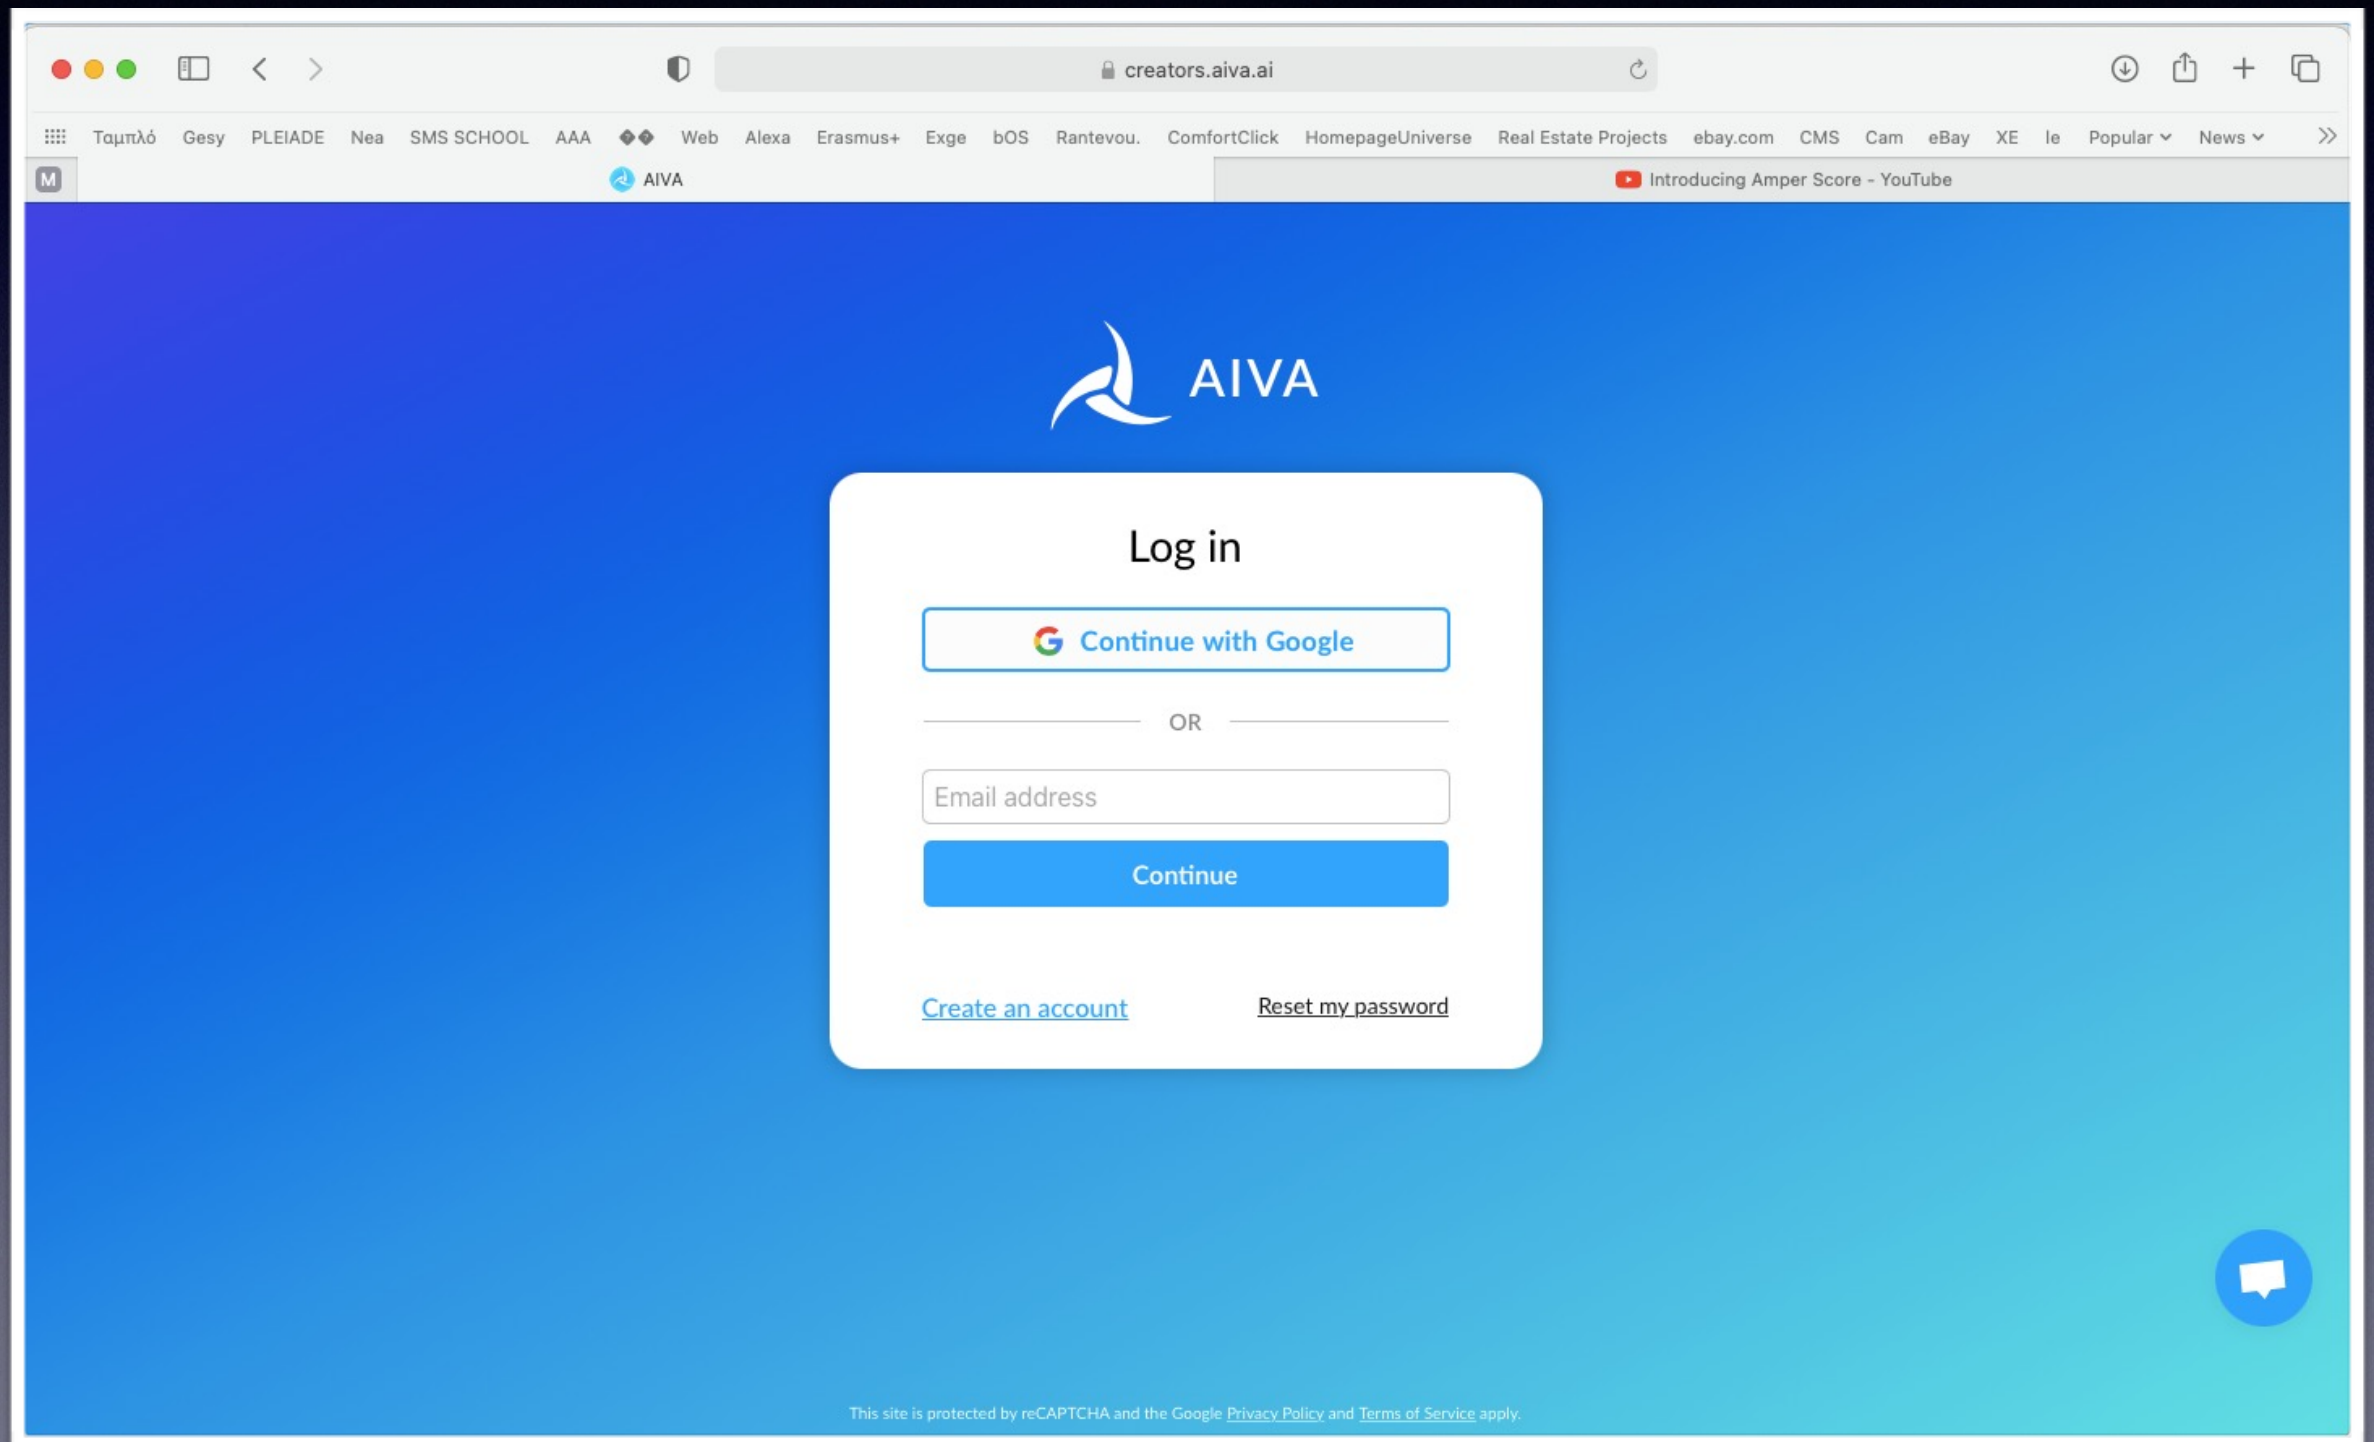 creators.aiva.ai
Ταμπλό Gesy PLEIADE Nea SMS SCHOOL AAA �� Web Alexa Erasmus+ Exge bOS Rantevou. ComfortClick HomepageUniverse Real Estate Projects ebay.com CMS Cam eBay XE Ie Popular News
M AIVA Introducing Amper Score - YouTube
AIVA
Log in
G Continue with Google
OR
Email address
Continue
Create an account Reset my password
This site is protected by reCAPTCHA and the Google Privacy Policy and Terms of Service apply.